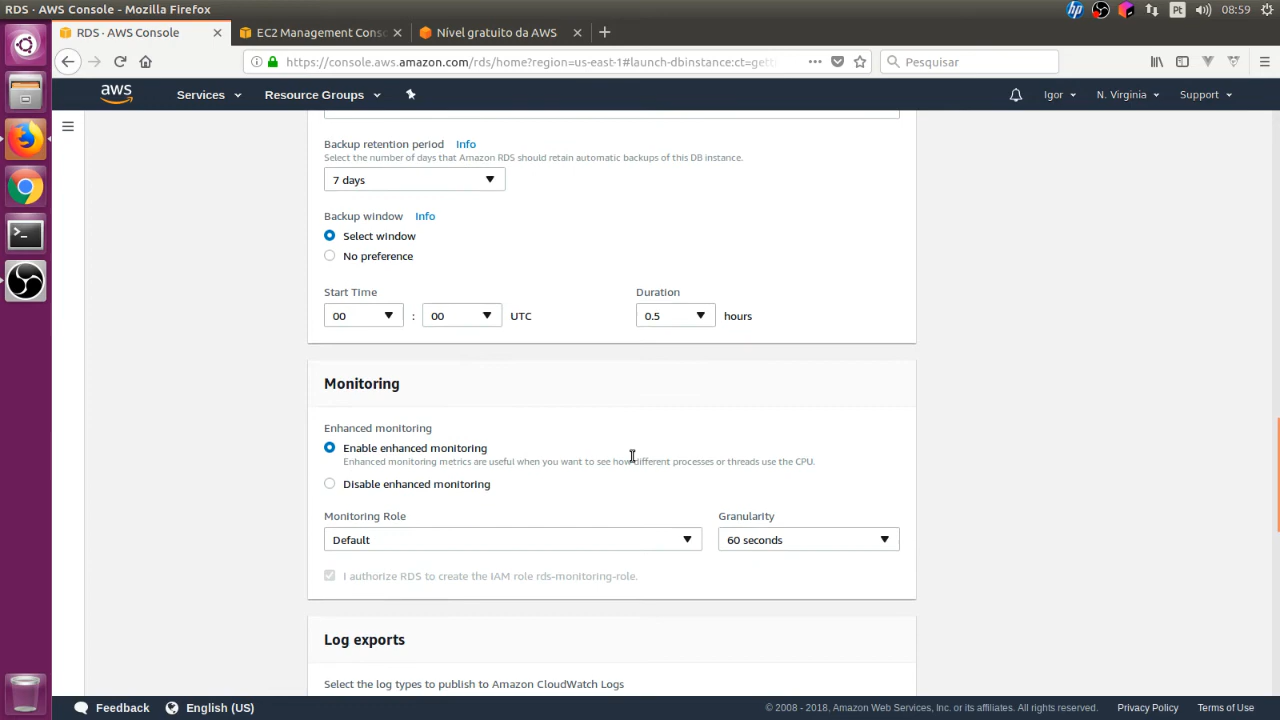 RDS · AWS Console - Mozilla Firefox
Pt
08:59
RDS · AWS Console
EC2 Management Cons
Nível gratuito da AWS
https://console.aws.amazon.com/rds/home?region=us-east-1#launch-dbinstance:ct=gett
Pesquisar
aws
Services
Resource Groups
Igor
N. Virginia
Support
Backup retention period Info
Select the number of days that Amazon RDS should retain automatic backups of this DB instance.
7 days
Backup window Info
Select window
No preference
Start Time
Duration
00 : 00 UTC
0.5 hours
Monitoring
Enhanced monitoring
Enable enhanced monitoring
Enhanced monitoring metrics are useful when you want to see how different processes or threads use the CPU.
Disable enhanced monitoring
Monitoring Role
Granularity
Default
60 seconds
I authorize RDS to create the IAM role rds-monitoring-role.
Log exports
Select the log types to publish to Amazon CloudWatch Logs
Feedback
English (US)
© 2008 - 2018, Amazon Web Services, Inc. or its affiliates. All rights reserved.
Privacy Policy
Terms of Use